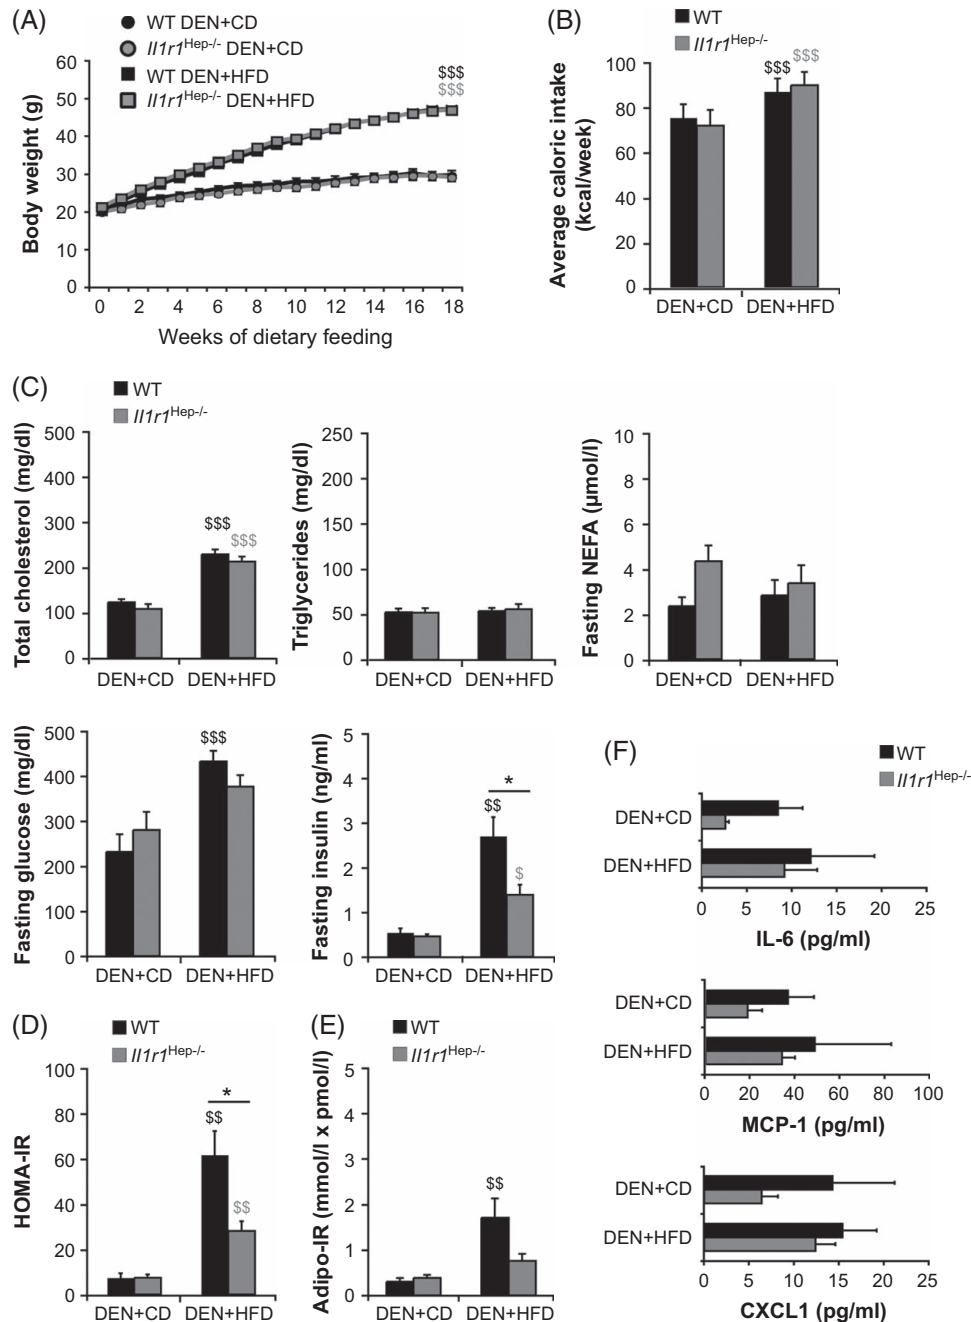 (A)
WT DEN+CD
Il1r1Hep-/- DEN+CD
WT DEN+HFD
Il1r1Hep-/- DEN+HFD
$$$
$$$
Body weight (g)
60
50
40
30
20
10
0
0 2 4 6 8 10 12 14 16 18
Weeks of dietary feeding
(B)
WT
Il1r1Hep-/-
Average caloric intake
(kcal/week)
100
80
60
40
20
0
$$$ $$$
DEN+CD DEN+HFD
(C)
WT
Il1r1Hep-/-
Total cholesterol (mg/dl)
500
400
300
200
100
0
$$$
$$$
DEN+CD DEN+HFD
Triglycerides (mg/dl)
250
200
150
100
50
0
DEN+CD DEN+HFD
Fasting NEFA (µmol/l)
10
8
6
4
2
0
DEN+CD DEN+HFD
Fasting glucose (mg/dl)
500
400
300
200
100
0
$$$
DEN+CD DEN+HFD
Fasting insulin (ng/ml)
5
4
3
2
1
0
*
$$
$
DEN+CD DEN+HFD
(D)
WT
Il1r1Hep-/-
HOMA-IR
100
80
60
40
20
0
*
$$
$$
DEN+CD DEN+HFD
(E)
WT
Il1r1Hep-/-
Adipo-IR (mmol/l x pmol/l)
5
4
3
2
1
0
$$
DEN+CD DEN+HFD
(F)
WT
Il1r1Hep-/-
DEN+CD
DEN+HFD
0 5 10 15 20 25
IL-6 (pg/ml)
DEN+CD
DEN+HFD
0 20 40 60 80 100
MCP-1 (pg/ml)
DEN+CD
DEN+HFD
0 5 10 15 20 25
CXCL1 (pg/ml)